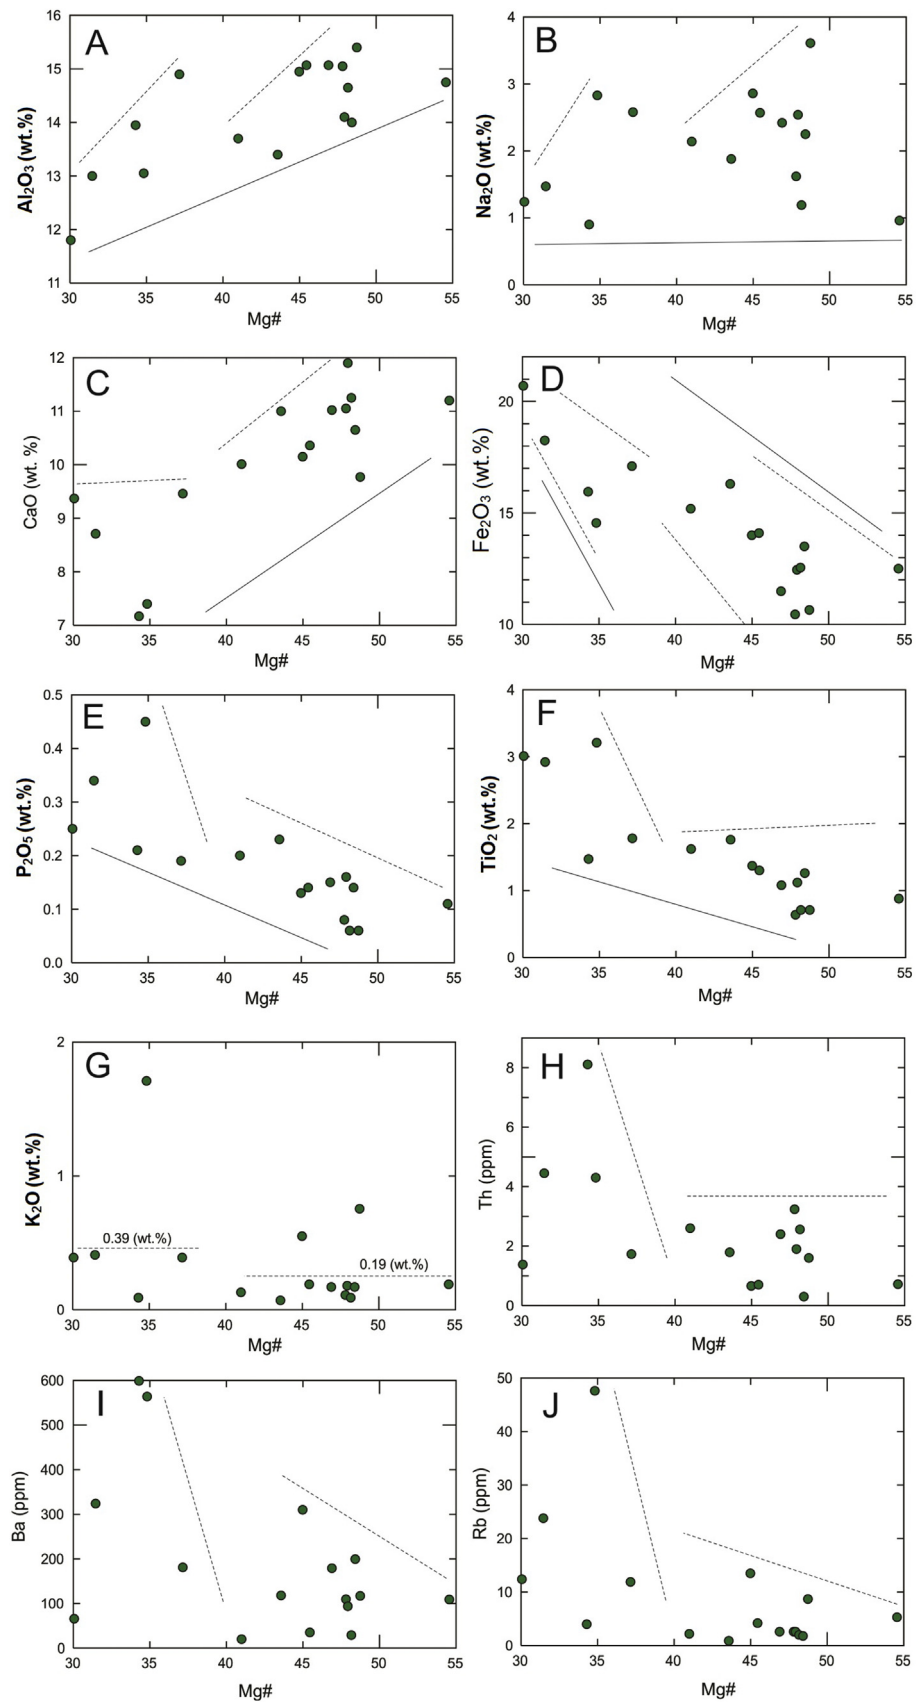 A
Al₂O₃ (wt.%)
16
15
14
13
12
11
30 35 40 45 50 55
Mg#
B
Na₂O (wt.%)
4
3
2
1
0
30 35 40 45 50 55
Mg#
C
CaO (wt. %)
12
11
10
9
8
7
30 35 40 45 50 55
Mg#
D
Fe₂O₃ (wt.%)
20
15
10
30 35 40 45 50 55
Mg#
E
P₂O₅ (wt.%)
0.5
0.4
0.3
0.2
0.1
0.0
30 35 40 45 50 55
Mg#
F
TiO₂ (wt.%)
4
3
2
1
0
30 35 40 45 50 55
Mg#
G
K₂O (wt.%)
2
1
0
0.39 (wt.%)
0.19 (wt.%)
30 35 40 45 50 55
Mg#
H
Th (ppm)
8
6
4
2
0
30 35 40 45 50 55
Mg#
I
Ba (ppm)
600
500
400
300
200
100
0
30 35 40 45 50 55
Mg#
J
Rb (ppm)
50
40
30
20
10
0
30 35 40 45 50 55
Mg#